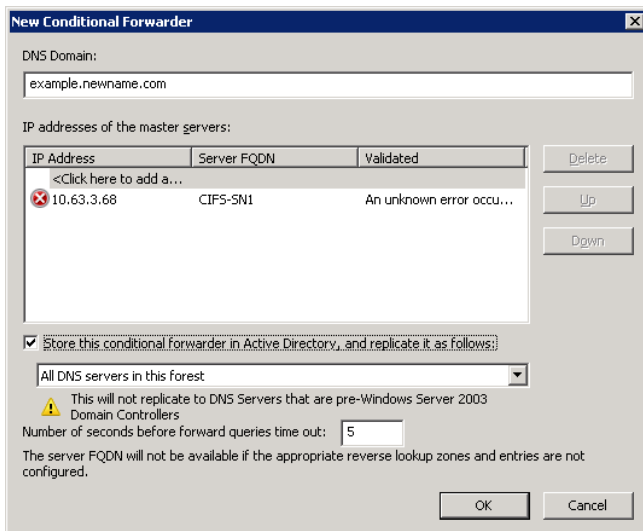 New Conditional Forwarder
DNS Domain:
example.newname.com
IP addresses of the master servers:
IP Address Server FQDN Validated
<Click here to add a...
10.63.3.68 CIFS-SN1 An unknown error occu...
Delete
Up
Down
Store this conditional forwarder in Active Directory, and replicate it as follows:
All DNS servers in this forest
This will not replicate to DNS Servers that are pre-Windows Server 2003
Domain Controllers
Number of seconds before forward queries time out: 5
The server FQDN will not be available if the appropriate reverse lookup zones and entries are not
configured.
OK Cancel